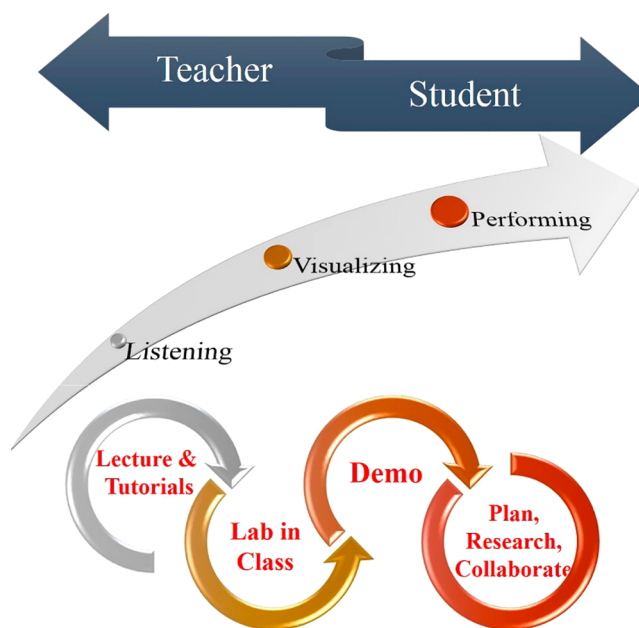 Teacher
Student
Performing
Visualizing
Listening
Lecture &
Tutorials
Lab in
Class
Demo
Plan,
Research,
Collaborate